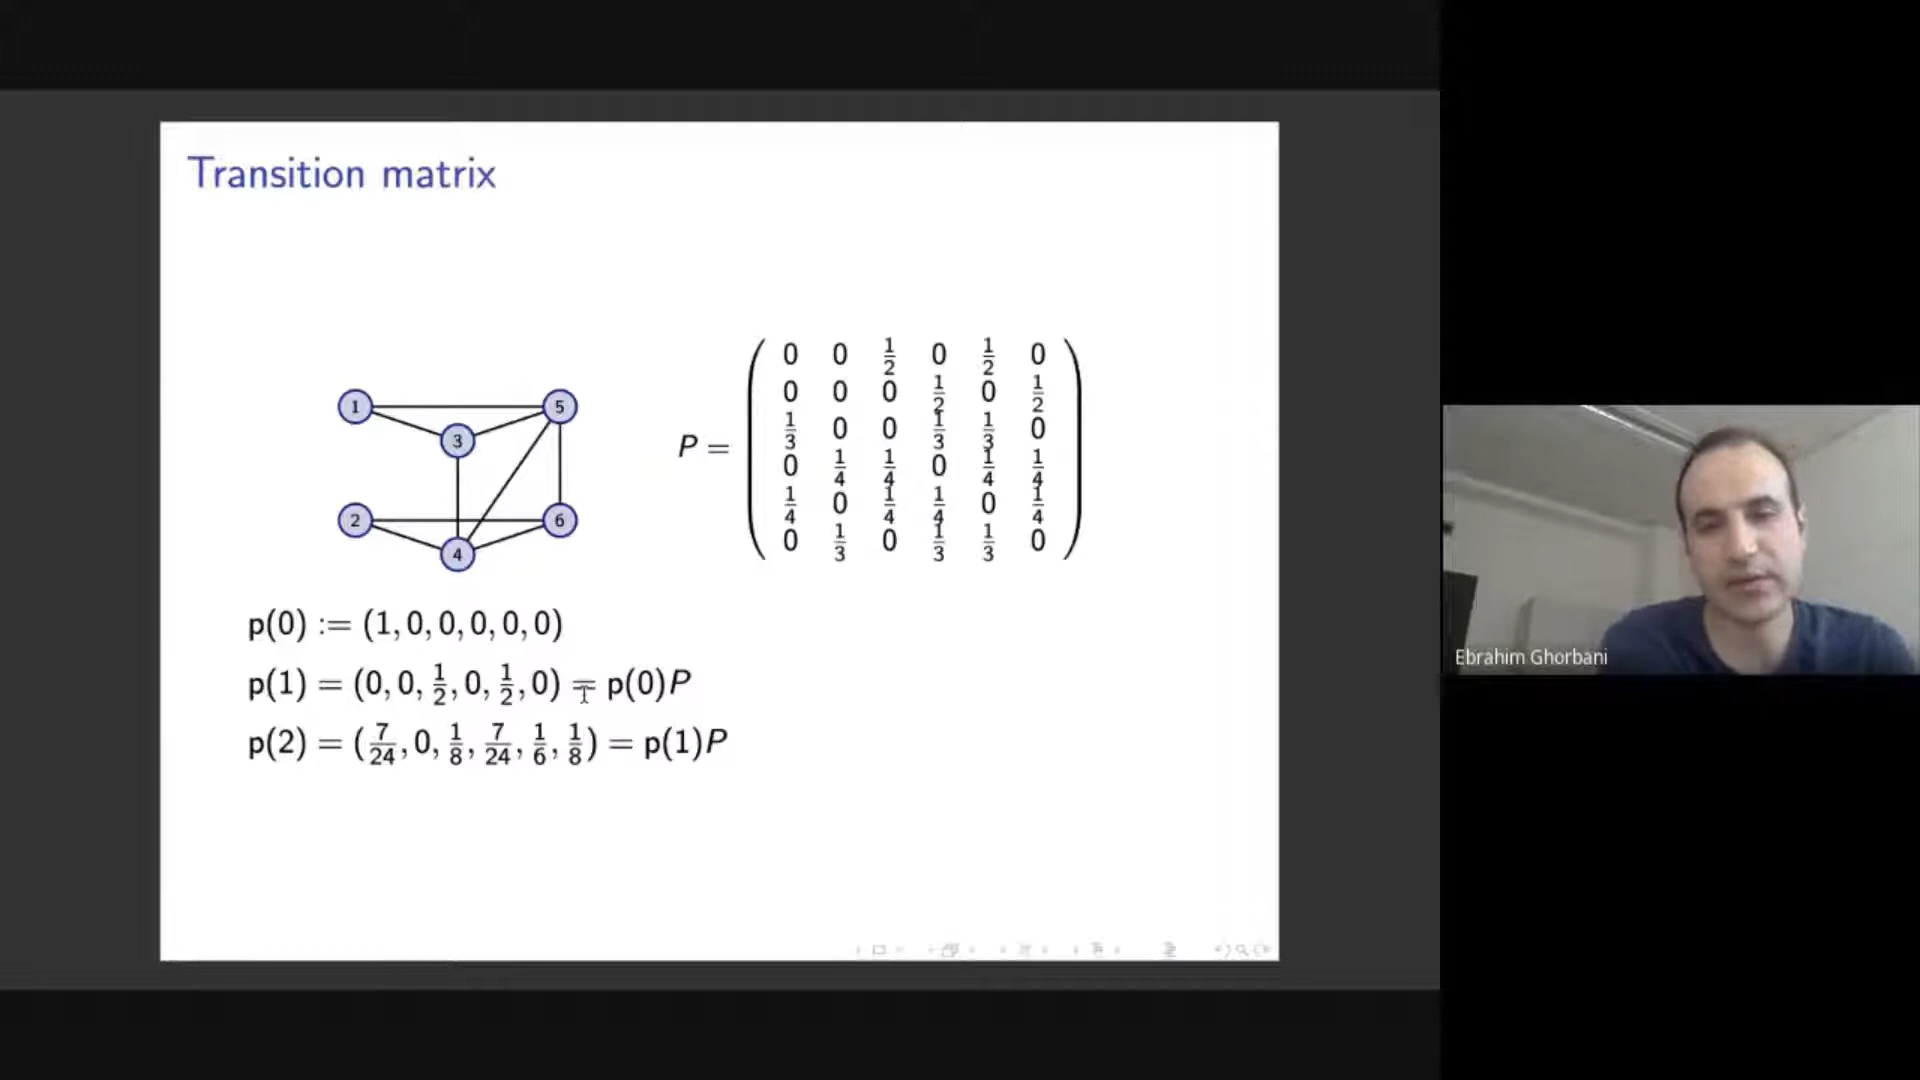 Transition matrix
1
5
3
2
6
4
P =
0 0 1/2 0 1/2 0
0 0 0 1/2 0 1/2
1/3 0 0 1/3 1/3 0
0 1/4 1/4 0 1/4 1/4
1/4 0 1/4 1/4 0 1/4
0 1/3 0 1/3 1/3 0
p(0) := (1, 0, 0, 0, 0, 0)
p(1) = (0, 0, 1/2, 0, 1/2, 0) = p(0)P
p(2) = (7/24, 0, 1/8, 7/24, 1/6, 1/8) = p(1)P
Ebrahim Ghorbani